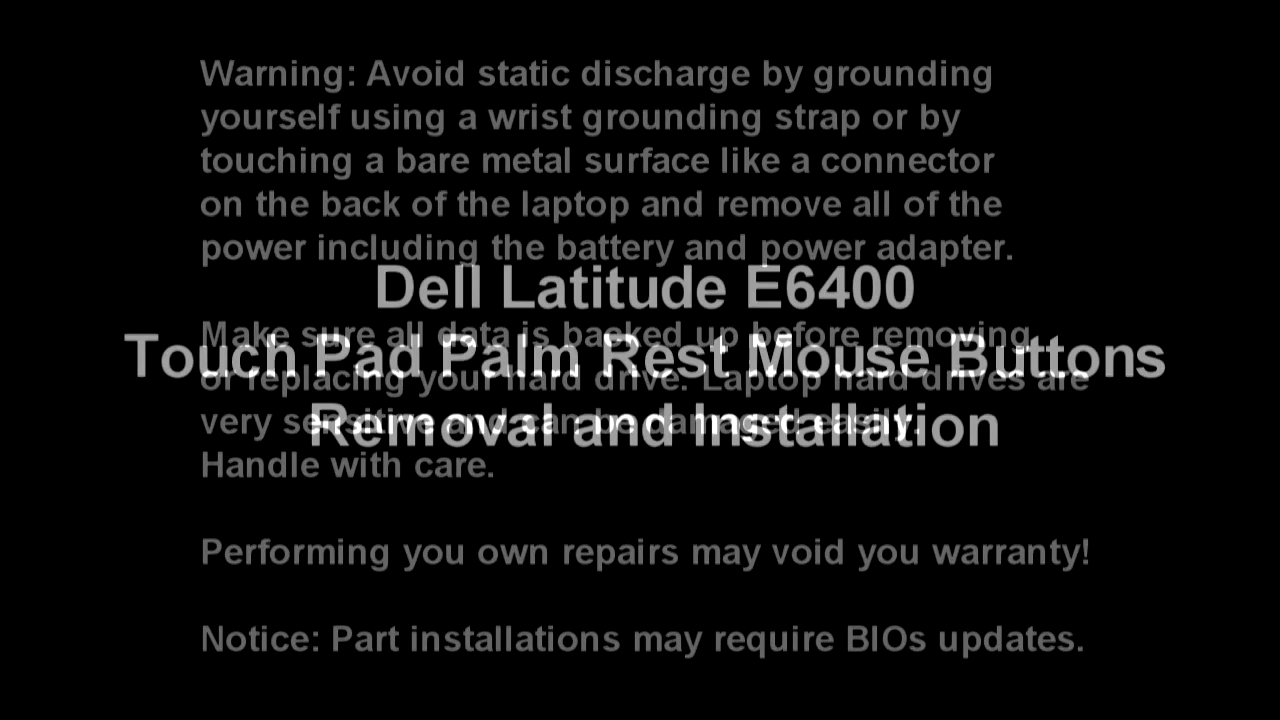 Warning: Avoid static discharge by grounding
yourself using a wrist grounding strap or by
touching a bare metal surface like a connector
on the back of the laptop and remove all of the
power including the battery and power adapter.
Dell Latitude E6400
Make sure all data is backed up before removing
Touch Pad Palm Rest Mouse Buttons
or replacing your hard drive. Laptop hard drives are
very sensitive and can be damaged easily.
Removal and Installation
Handle with care.
Performing you own repairs may void you warranty!
Notice: Part installations may require BIOs updates.